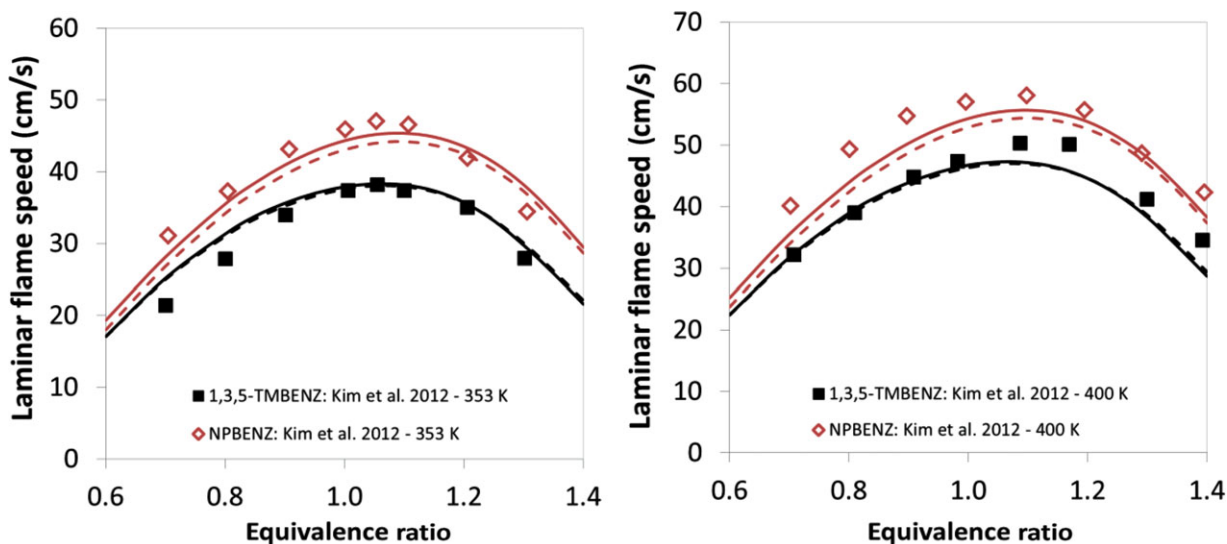 Laminar flame speed (cm/s)
60
50
40
30
20
10
0
0.6 0.8 1.0 1.2 1.4
Equivalence ratio
1,3,5-TMBENZ: Kim et al. 2012 - 353 K
NPBENZ: Kim et al. 2012 - 353 K
Laminar flame speed (cm/s)
70
60
50
40
30
20
10
0
0.6 0.8 1.0 1.2 1.4
Equivalence ratio
1,3,5-TMBENZ: Kim et al. 2012 - 400 K
NPBENZ: Kim et al. 2012 - 400 K